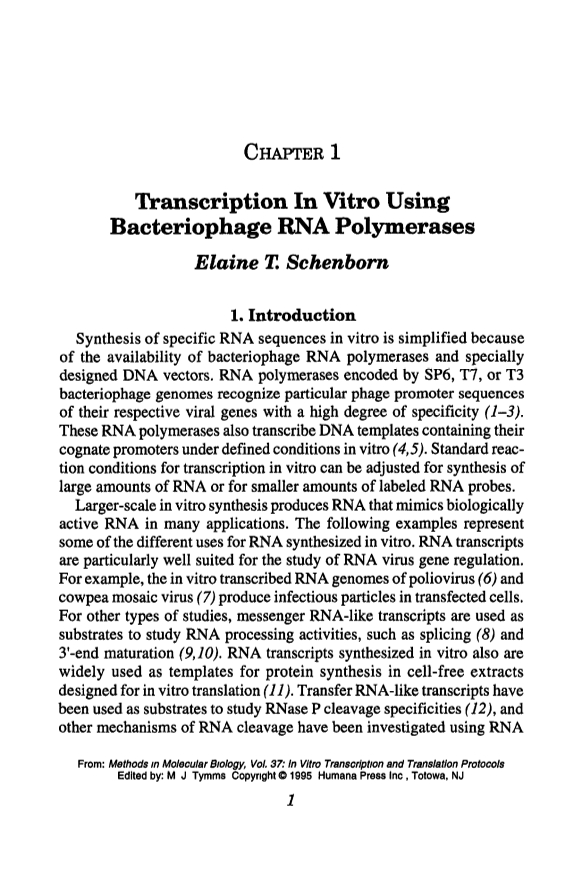 CHAPTER 1
Transcription In Vitro Using
Bacteriophage RNA Polymerases
Elaine T. Schenborn
1. Introduction
Synthesis of specific RNA sequences in vitro is simplified because
of the availability of bacteriophage RNA polymerases and specially
designed DNA vectors. RNA polymerases encoded by SP6, T7, or T3
bacteriophage genomes recognize particular phage promoter sequences
of their respective viral genes with a high degree of specificity (1–3).
These RNA polymerases also transcribe DNA templates containing their
cognate promoters under defined conditions in vitro (4,5). Standard reac-
tion conditions for transcription in vitro can be adjusted for synthesis of
large amounts of RNA or for smaller amounts of labeled RNA probes.
Larger-scale in vitro synthesis produces RNA that mimics biologically
active RNA in many applications. The following examples represent
some of the different uses for RNA synthesized in vitro. RNA transcripts
are particularly well suited for the study of RNA virus gene regulation.
For example, the in vitro transcribed RNA genomes of poliovirus (6) and
cowpea mosaic virus (7) produce infectious particles in transfected cells.
For other types of studies, messenger RNA-like transcripts are used as
substrates to study RNA processing activities, such as splicing (8) and
3'-end maturation (9,10). RNA transcripts synthesized in vitro also are
widely used as templates for protein synthesis in cell-free extracts
designed for in vitro translation (11). Transfer RNA-like transcripts have
been used as substrates to study RNase P cleavage specificities (12), and
other mechanisms of RNA cleavage have been investigated using RNA
From: Methods in Molecular Biology, Vol. 37: In Vitro Transcription and Translation Protocols
Edited by: M J Tymms Copyright © 1995 Humana Press Inc , Totowa, NJ
1